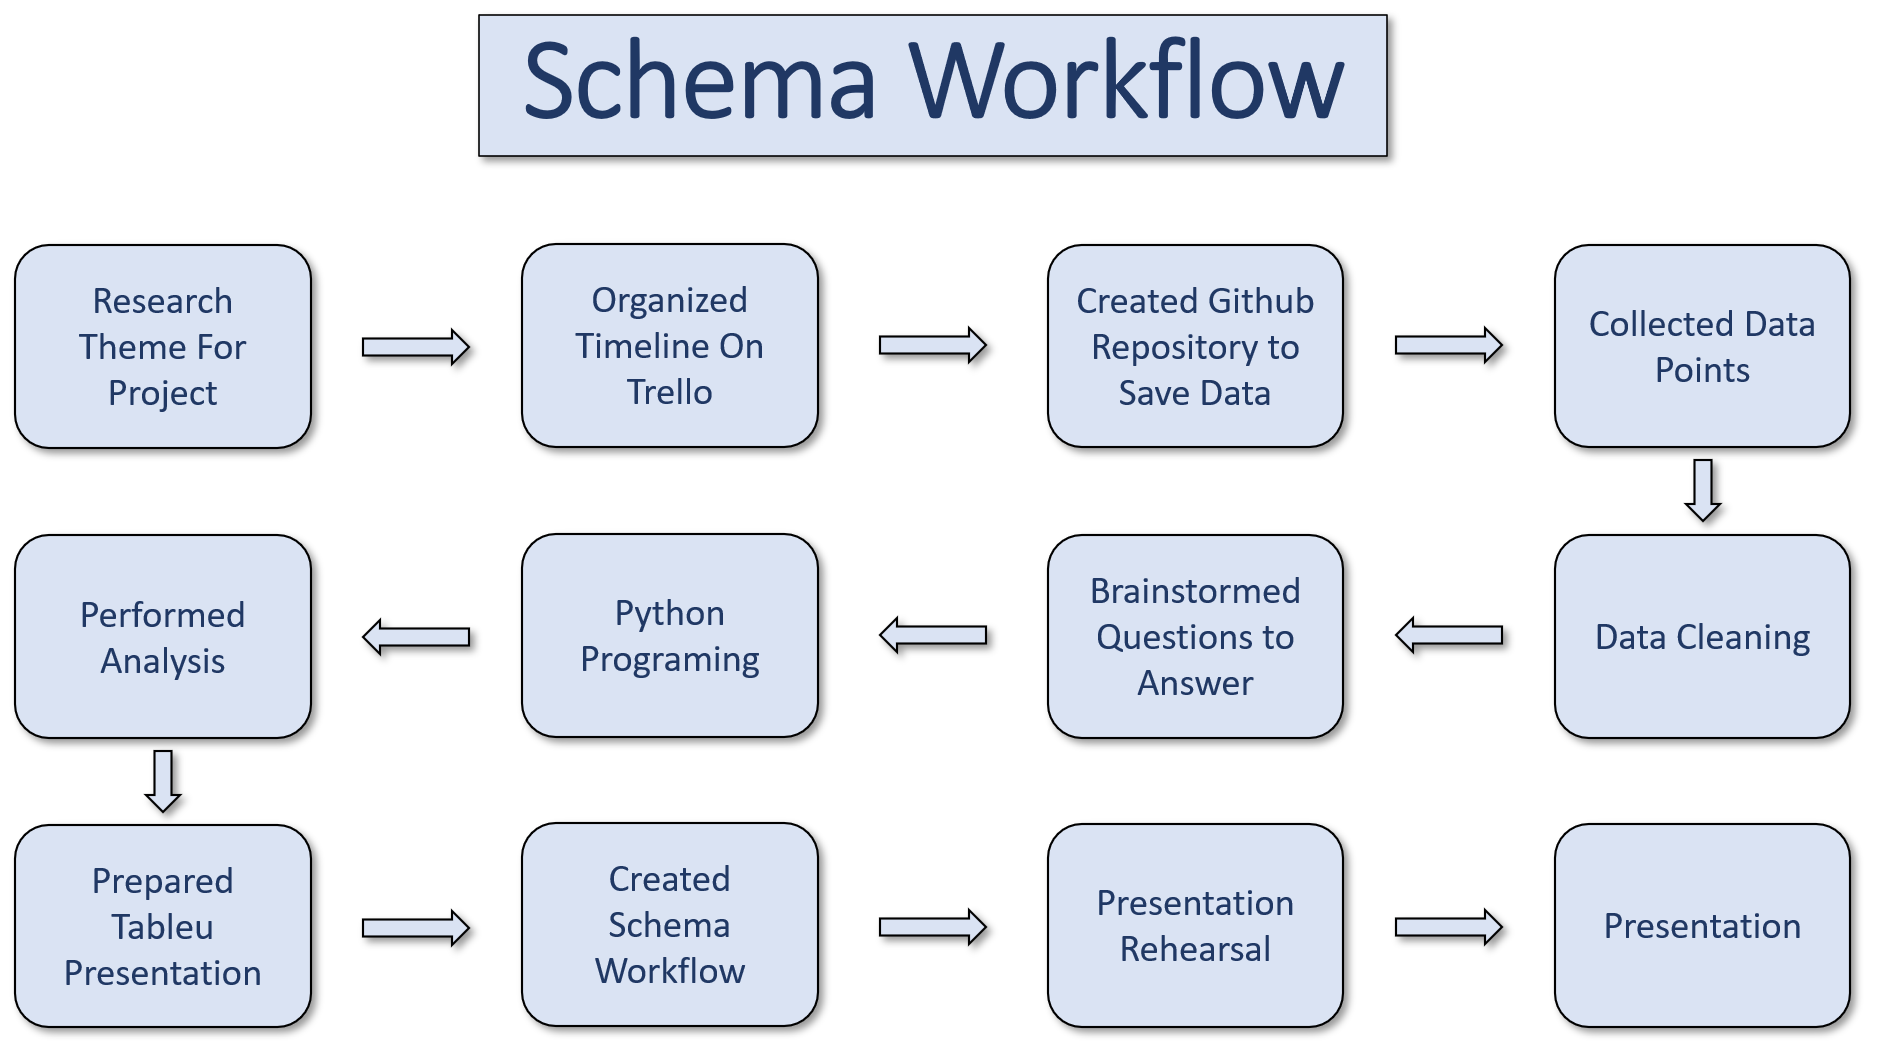 Schema Workflow
Research
Theme For
Project
Organized
Timeline On
Trello
Created Github
Repository to
Save Data
Collected Data
Points
Data Cleaning
Brainstormed
Questions to
Answer
Python
Programing
Performed
Analysis
Prepared
Tableu
Presentation
Created
Schema
Workflow
Presentation
Rehearsal
Presentation